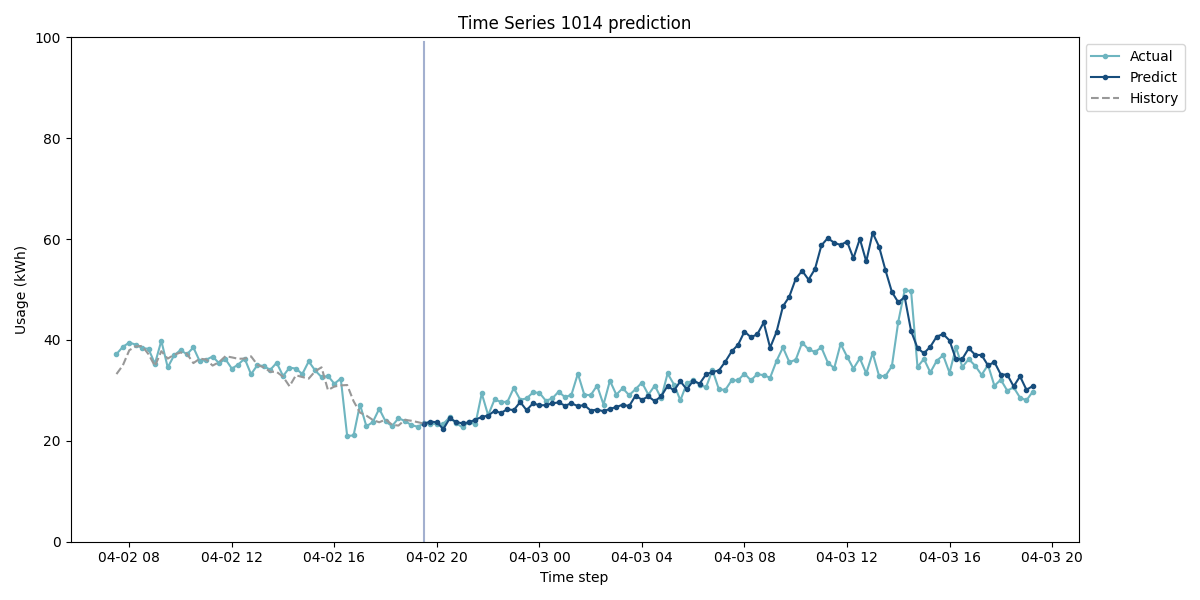 Time Series 1014 prediction
100
80
60
40
20
0
Usage (kWh)
04-02 08
04-02 12
04-02 16
04-02 20
04-03 00
04-03 04
04-03 08
04-03 12
04-03 16
04-03 20
Time step
Actual
Predict
History